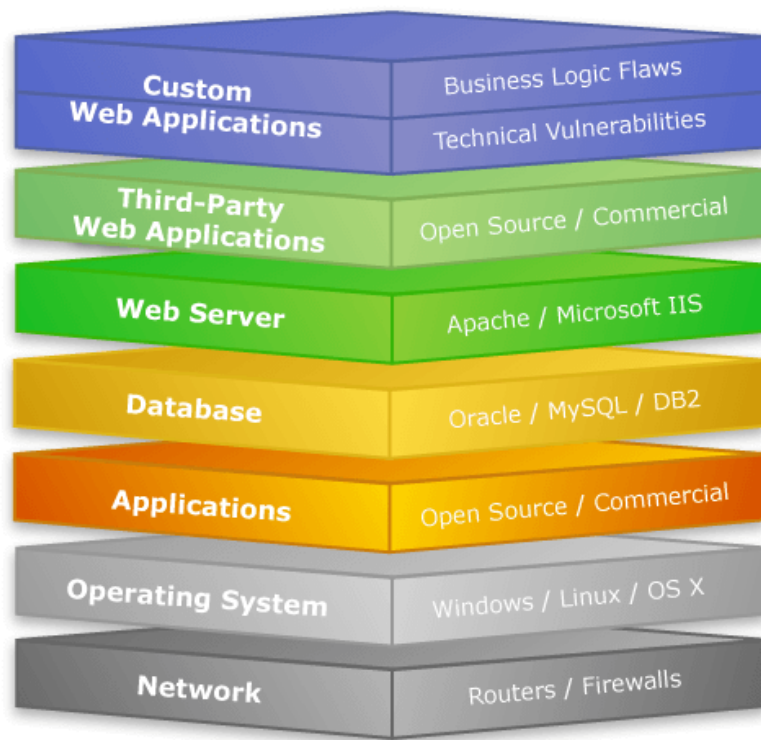 Custom
Web Applications
Business Logic Flaws
Technical Vulnerabilities
Third-Party
Web Applications
Open Source / Commercial
Web Server
Apache / Microsoft IIS
Database
Oracle / MySQL / DB2
Applications
Open Source / Commercial
Operating System
Windows / Linux / OS X
Network
Routers / Firewalls